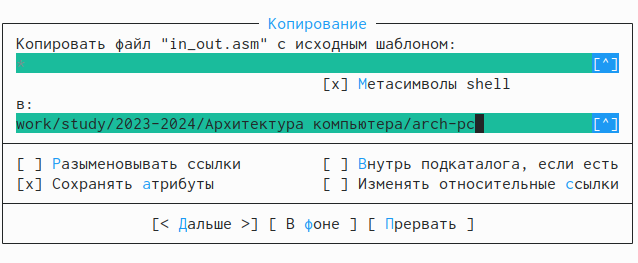 Копирование
Копировать файл "in_out.asm" с исходным шаблоном:
* [^]
[x] Метасимволы shell
в:
work/study/2023-2024/Архитектура компьютера/arch-pc [^]
[ ] Разыменовывать ссылки [ ] Внутрь подкаталога, если есть
[x] Сохранять атрибуты [ ] Изменять относительные ссылки
[< Дальше >] [ В фоне ] [ Прервать ]